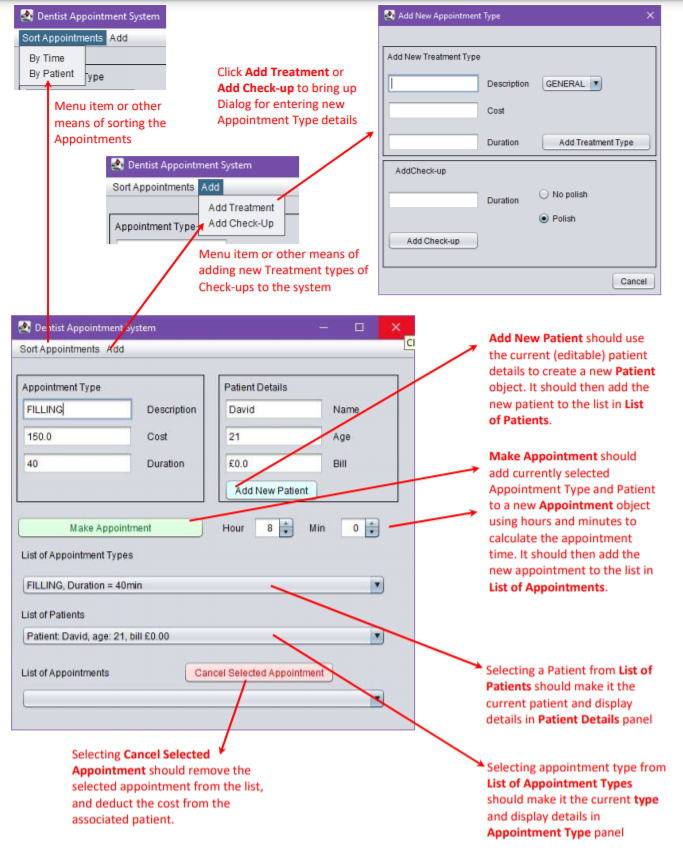 Dentist Appointment System
Sort Appointments Add
By Time
By Patient
Type
Menu item or other
means of sorting the
Appointments
Click Add Treatment or
Add Check-up to bring up
Dialog for entering new
Appointment Type details
Dentist Appointment System
Sort Appointments Add
Add Treatment
Add Check-Up
Appointment Type
Menu item or other means of
adding new Treatment types of
Check-ups to the system
Add New Appointment Type
Add New Treatment Type
Description GENERAL
Cost
Duration Add Treatment Type
AddCheck-up
Duration No polish
Polish
Add Check-up
Cancel
Dentist Appointment System
Sort Appointments Add
Cl
Appointment Type
FILLING Description
150.0 Cost
40 Duration
Patient Details
David Name
21 Age
£0.0 Bill
Add New Patient
Make Appointment Hour 8 Min 0
List of Appointment Types
FILLING, Duration = 40min
List of Patients
Patient: David, age: 21, bill £0.00
List of Appointments Cancel Selected Appointment
Add New Patient should use
the current (editable) patient
details to create a new Patient
object. It should then add the
new patient to the list in List
of Patients.
Make Appointment should
add currently selected
Appointment Type and Patient
to a new Appointment object
using hours and minutes to
calculate the appointment
time. It should then add the
new appointment to the list in
List of Appointments.
Selecting a Patient from List of
Patients should make it the
current patient and display
details in Patient Details panel
Selecting appointment type from
List of Appointment Types
should make it the current type
and display details in
Appointment Type panel
Selecting Cancel Selected
Appointment should remove the
selected appointment from the list,
and deduct the cost from the
associated patient.